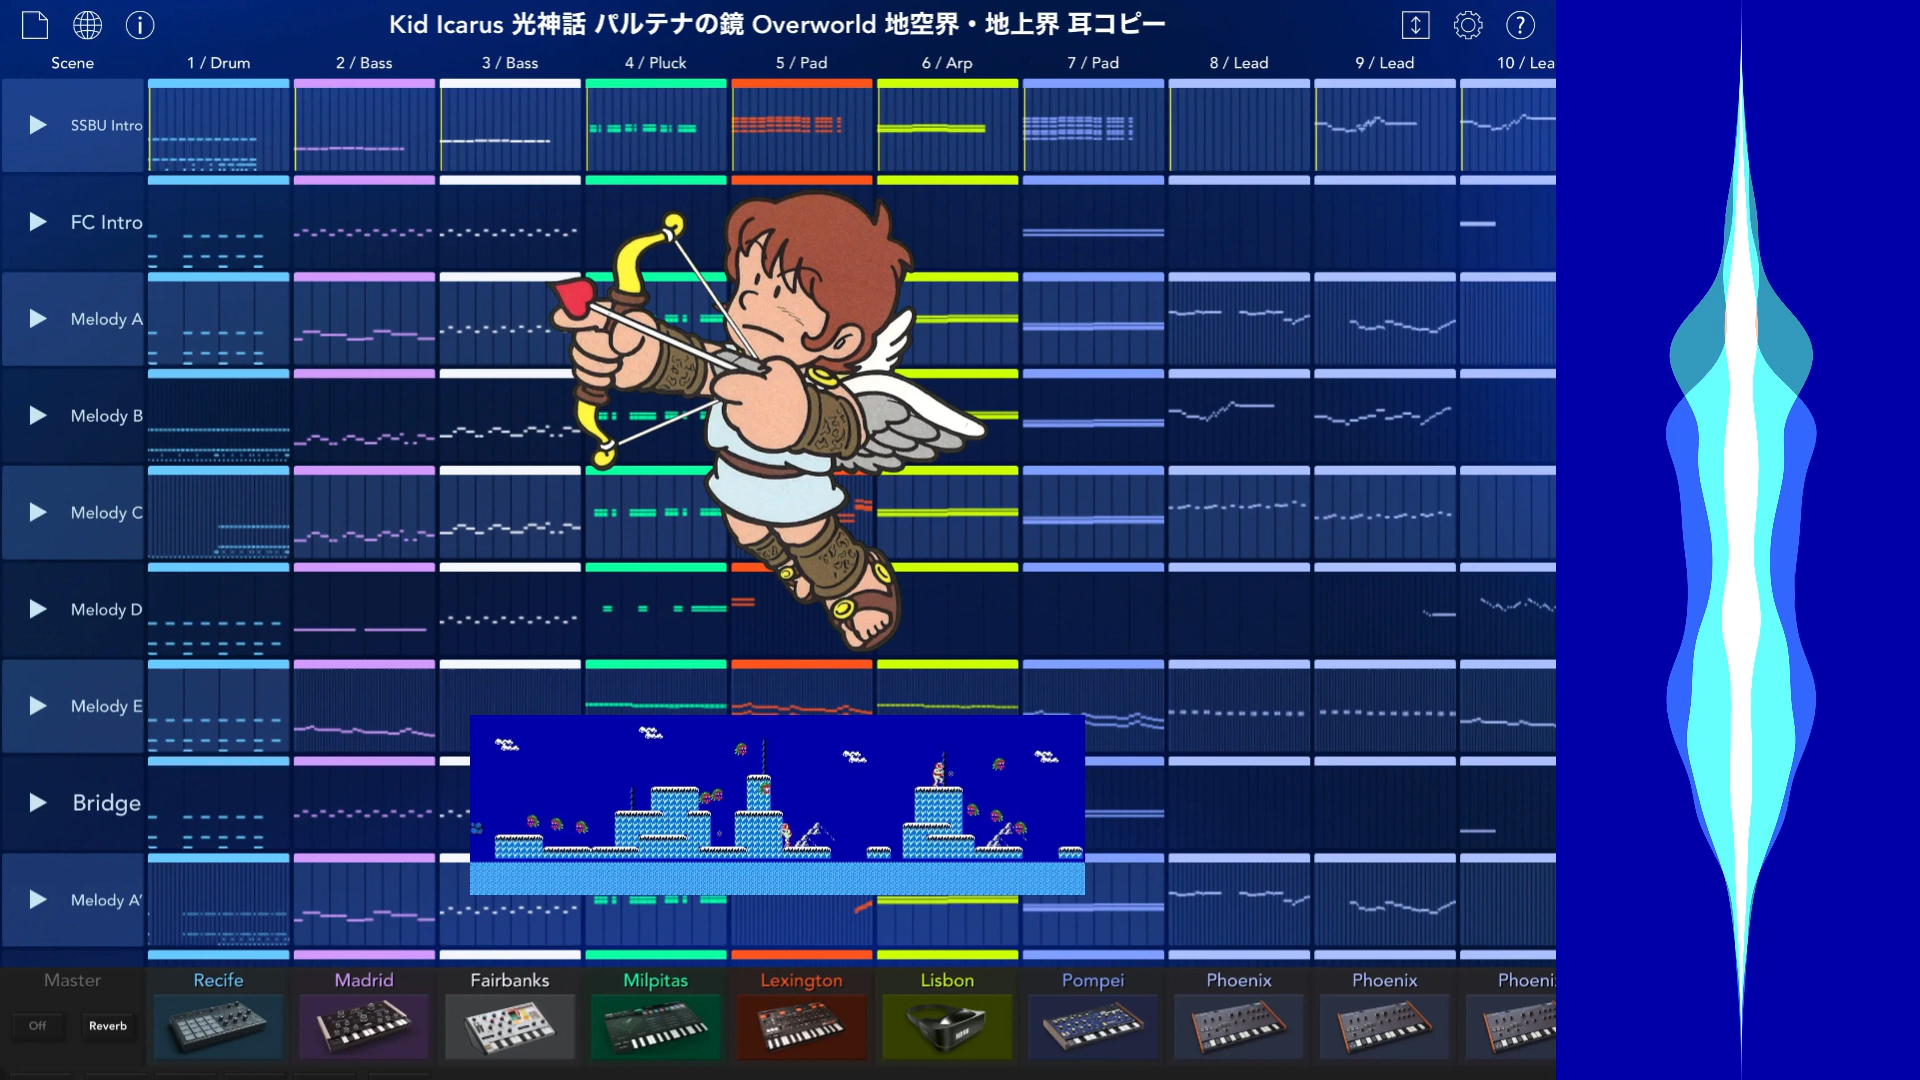 Kid Icarus 光神話 パルテナの鏡 Overworld 地空界・地上界 耳コピー
Scene 1 / Drum 2 / Bass 3 / Bass 4 / Pluck 5 / Pad 6 / Arp 7 / Pad 8 / Lead 9 / Lead 10 / Lea
SSBU Intro
FC Intro
Melody A
Melody B
Melody C
Melody D
Melody E
Bridge
Melody A'
Master Recife Madrid Fairbanks Milpitas Lexington Lisbon Pompei Phoenix Phoenix Phoeni
Off Reverb
KORG